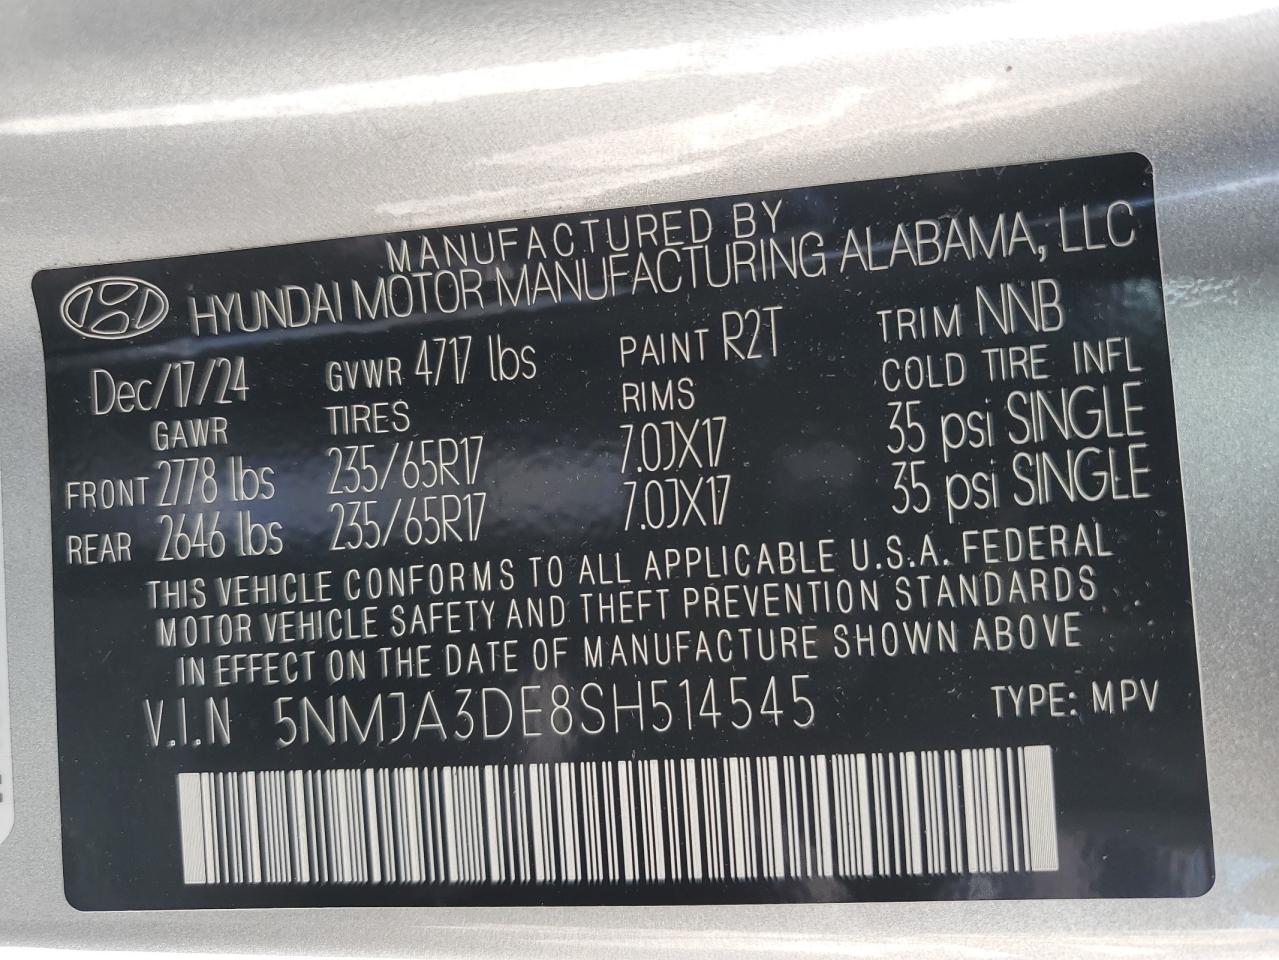 MANUFACTURED BY
HYUNDAI MOTOR MANUFACTURING ALABAMA, LLC
Dec/17/24 GVWR 4717 lbs PAINT R2T TRIM NNB
GAWR TIRES RIMS COLD TIRE INFL
FRONT 2778 lbs 235/65R17 7.0JX17 35 psi SINGLE
REAR 2646 lbs 235/65R17 7.0JX17 35 psi SINGLE
THIS VEHICLE CONFORMS TO ALL APPLICABLE U.S.A. FEDERAL
MOTOR VEHICLE SAFETY AND THEFT PREVENTION STANDARDS
IN EFFECT ON THE DATE OF MANUFACTURE SHOWN ABOVE
V.I.N 5NMJA3DE8SH514545 TYPE: MPV